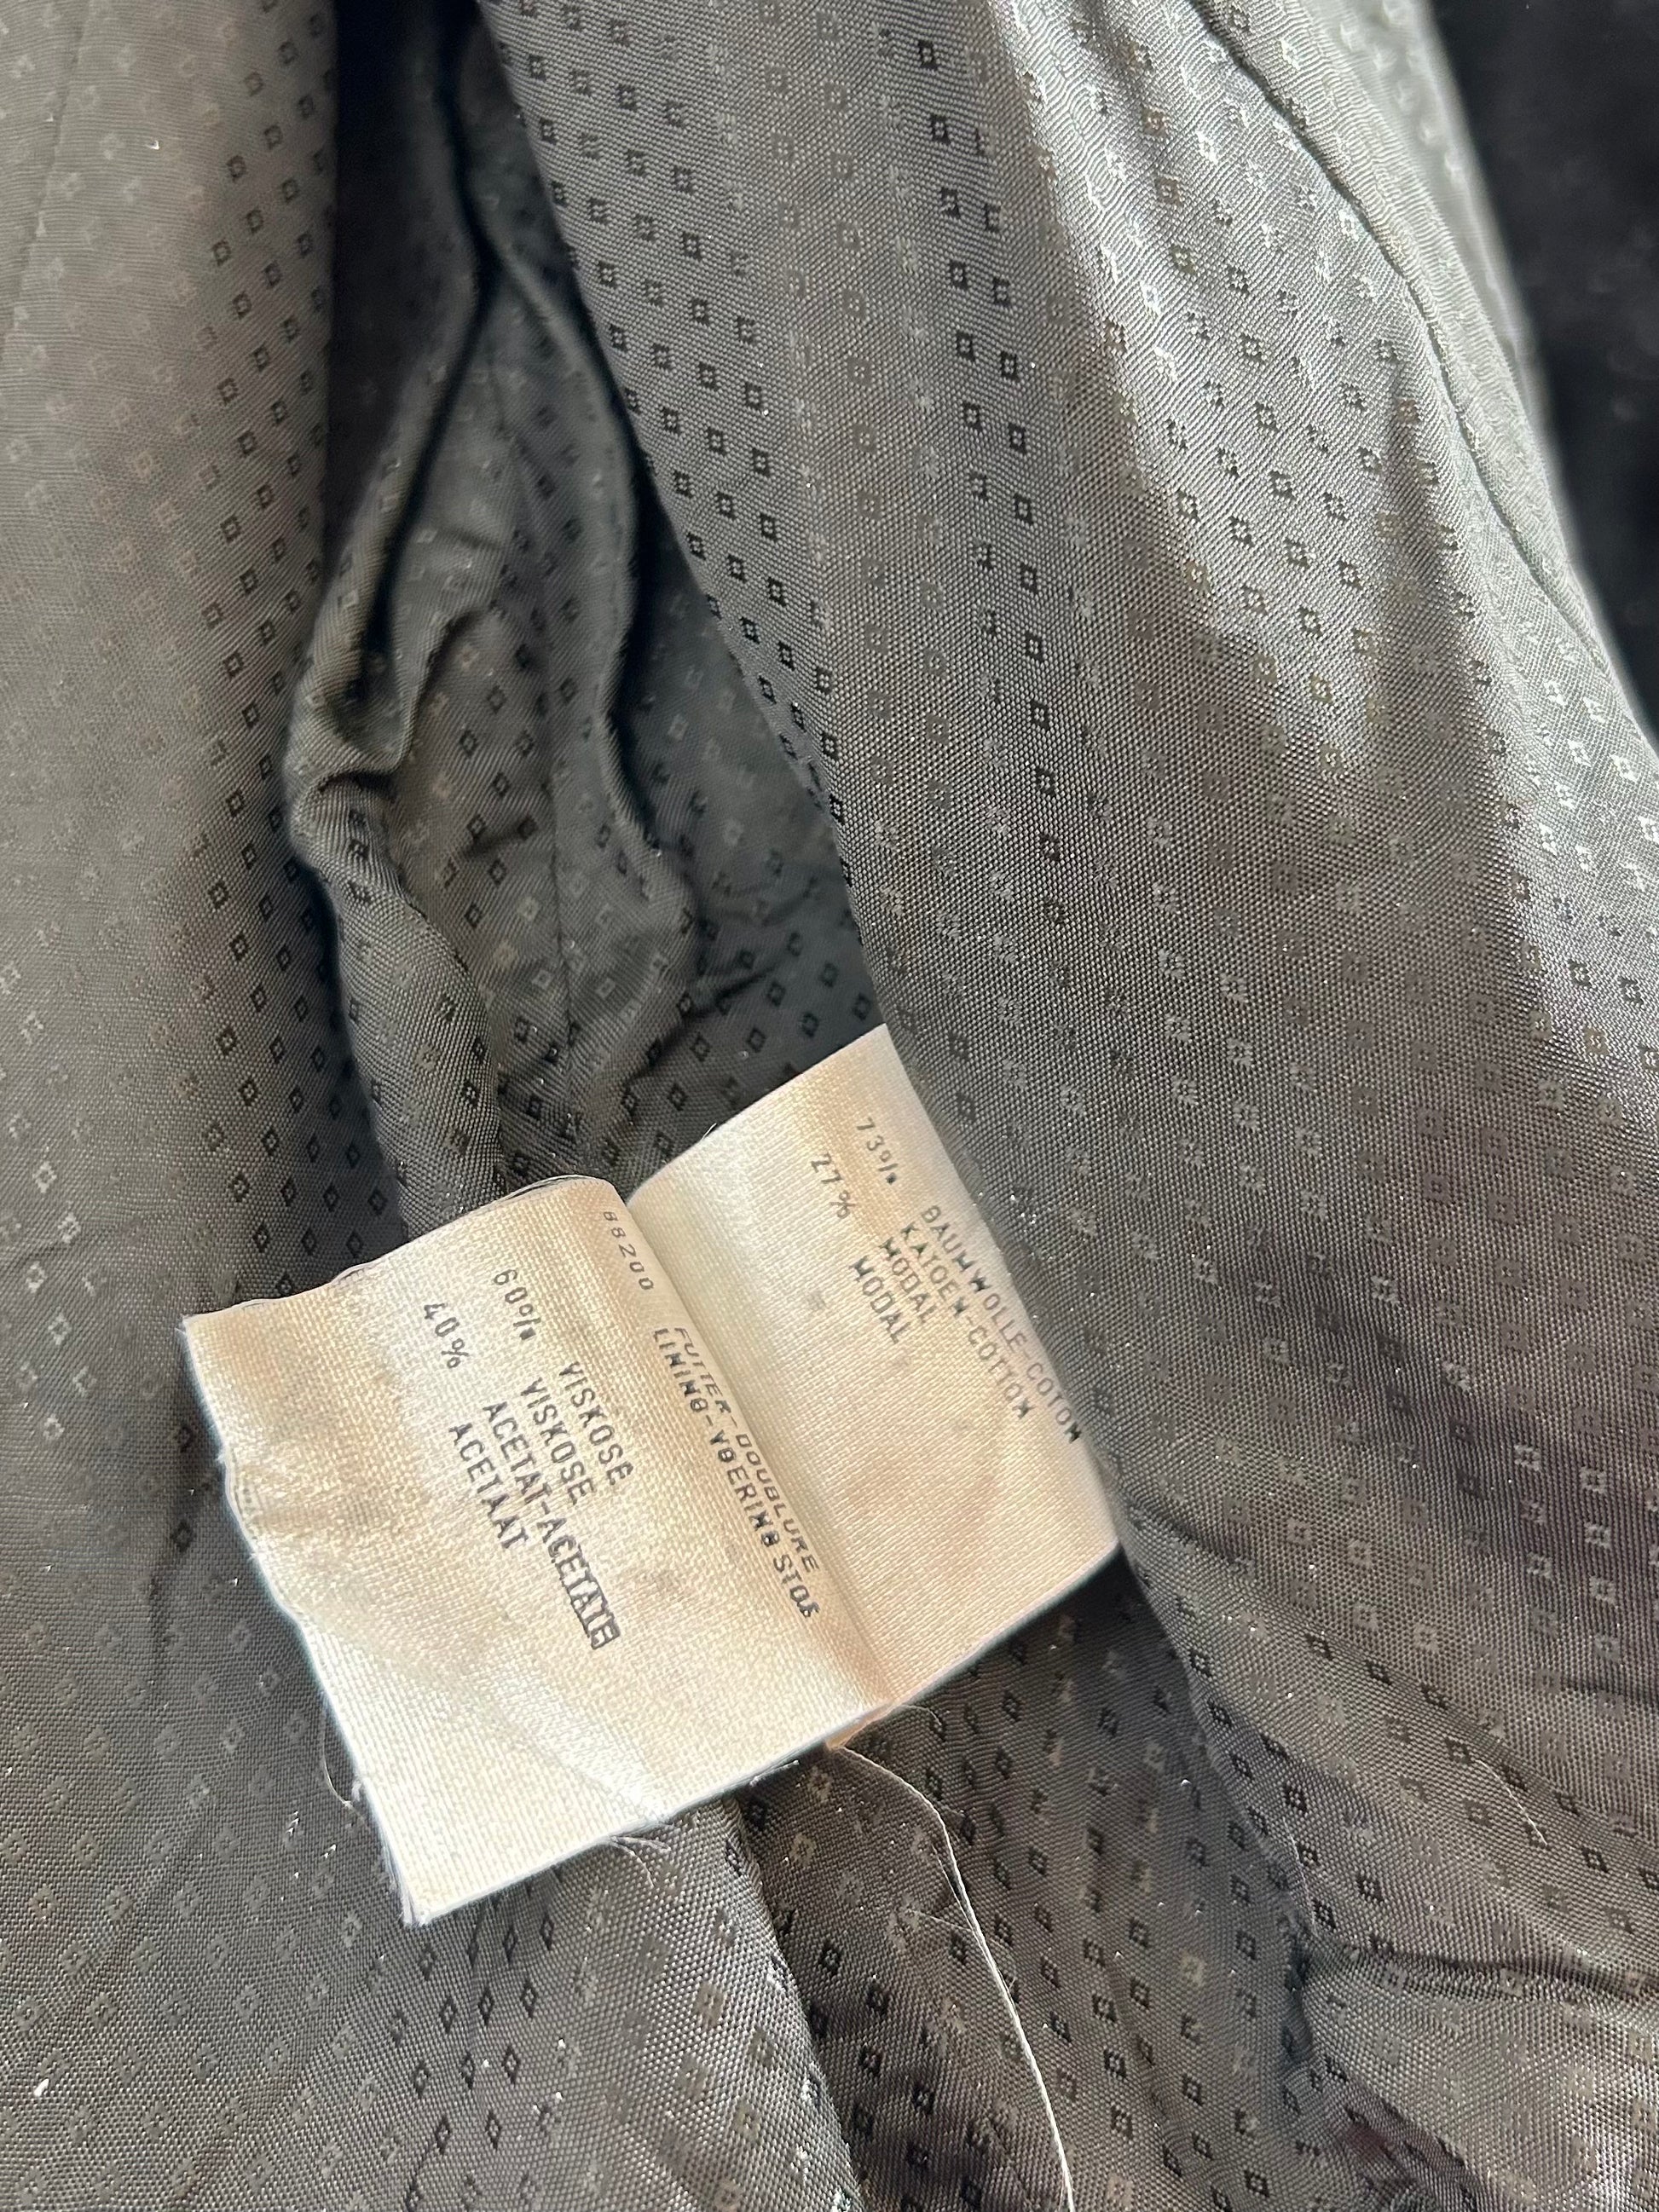 73% BAUMWOLLE-COTON
KATOEN-COTTON
27% MODAL
MODAL
88200
FUTTER-DOUBLURE
LINING-VOERING STOF
60% VISKOSE
VISKOSE
40% ACETAT-ACETATE
ACETAAT